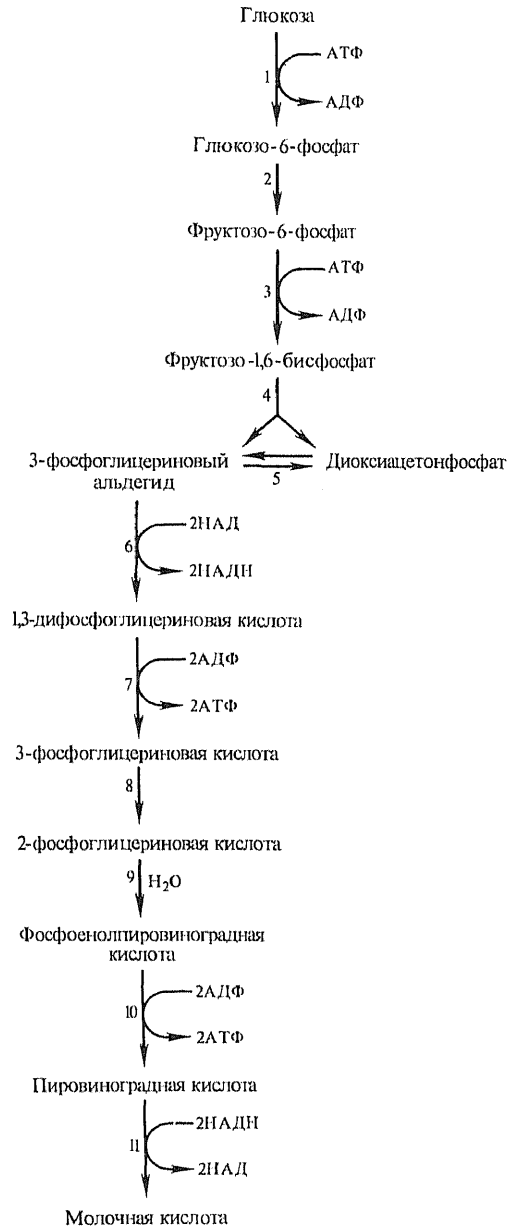 Глюкоза
АТФ
1
АДФ
Глюкозо-6-фосфат
2
Фруктозо-6-фосфат
АТФ
3
АДФ
Фруктозо-1,6-бисфосфат
4
3-фосфоглицериновый Диоксиацетонфосфат
альдегид
5
2НАД
6
2НАДН
1,3-дифосфоглицериновая кислота
2АДФ
7
2АТФ
3-фосфоглицериновая кислота
8
2-фосфоглицериновая кислота
9 H₂O
Фосфоенолпировиноградная
кислота
2АДФ
10
2АТФ
Пировиноградная кислота
2НАДН
11
2НАД
Молочная кислота